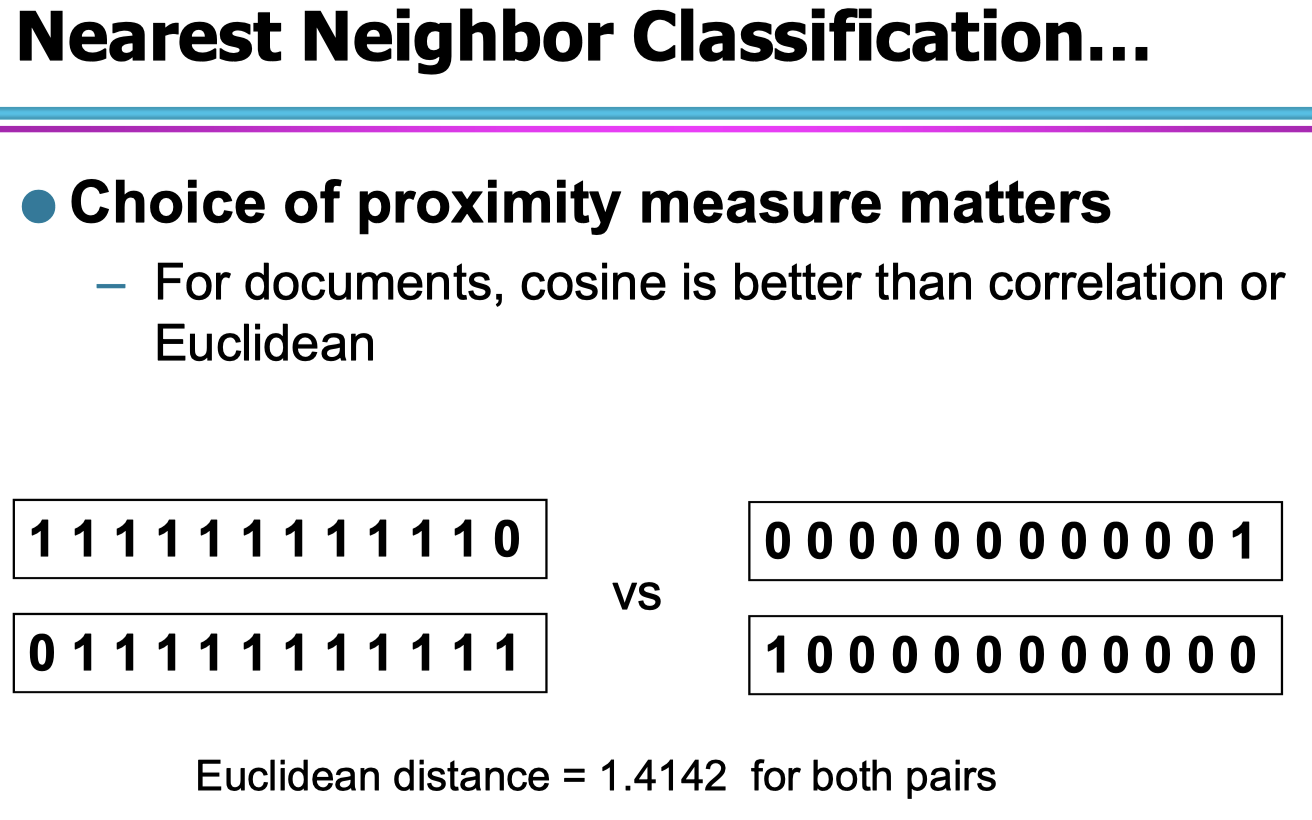 Nearest Neighbor Classification...
Choice of proximity measure matters
– For documents, cosine is better than correlation or
Euclidean
1 1 1 1 1 1 1 1 1 1 1 0
0 1 1 1 1 1 1 1 1 1 1 1
vs
0 0 0 0 0 0 0 0 0 0 0 1
1 0 0 0 0 0 0 0 0 0 0 0
Euclidean distance = 1.4142 for both pairs